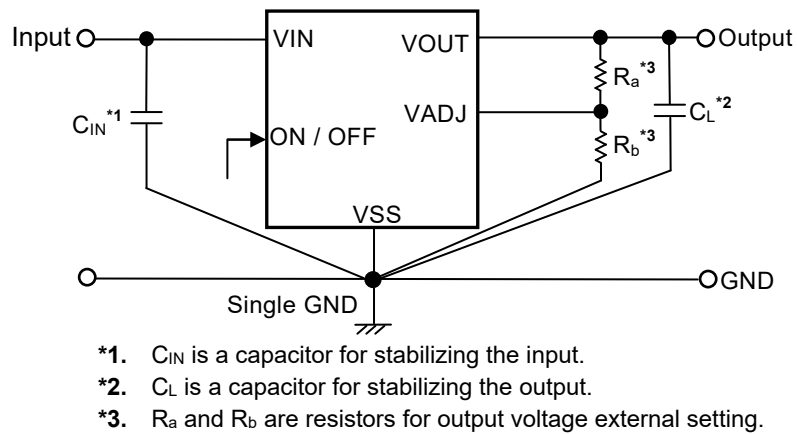 Input
VIN
VOUT
Output
Ra*3
CIN*1
VADJ
CL*2
ON / OFF
Rb*3
VSS
Single GND
GND
*1. CIN is a capacitor for stabilizing the input.
*2. CL is a capacitor for stabilizing the output.
*3. Ra and Rb are resistors for output voltage external setting.